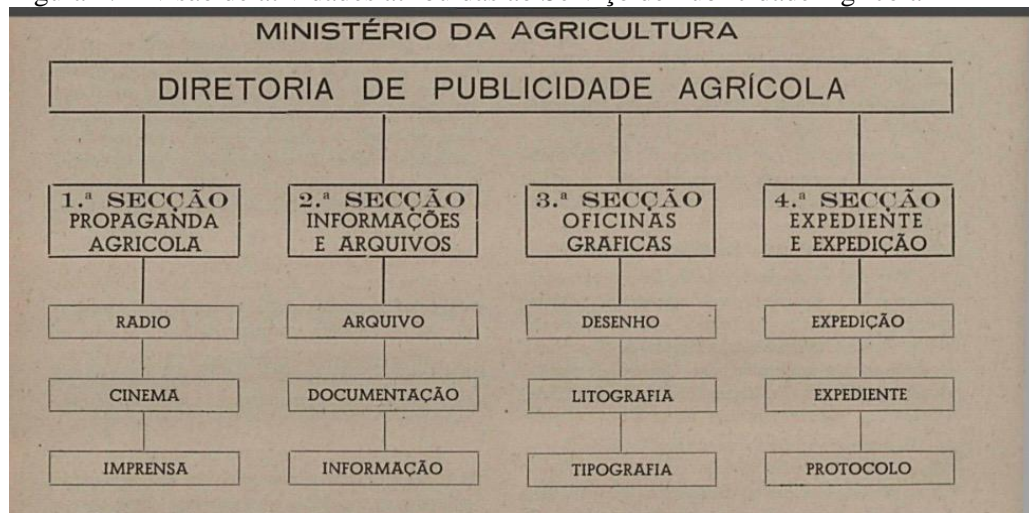 MINISTÉRIO DA AGRICULTURA
DIRETORIA DE PUBLICIDADE AGRÍCOLA
1.ª SECÇÃO
PROPAGANDA
AGRICOLA
RADIO
CINEMA
IMPRENSA
2.ª SECÇÃO
INFORMAÇÕES
E ARQUIVOS
ARQUIVO
DOCUMENTAÇÃO
INFORMAÇÃO
3.ª SECÇÃO
OFICINAS
GRAFICAS
DESENHO
LITOGRAFIA
TIPOGRAFIA
4.ª SECÇÃO
EXPEDIENTE
E EXPEDIÇÃO
EXPEDIÇÃO
EXPEDIENTE
PROTOCOLO